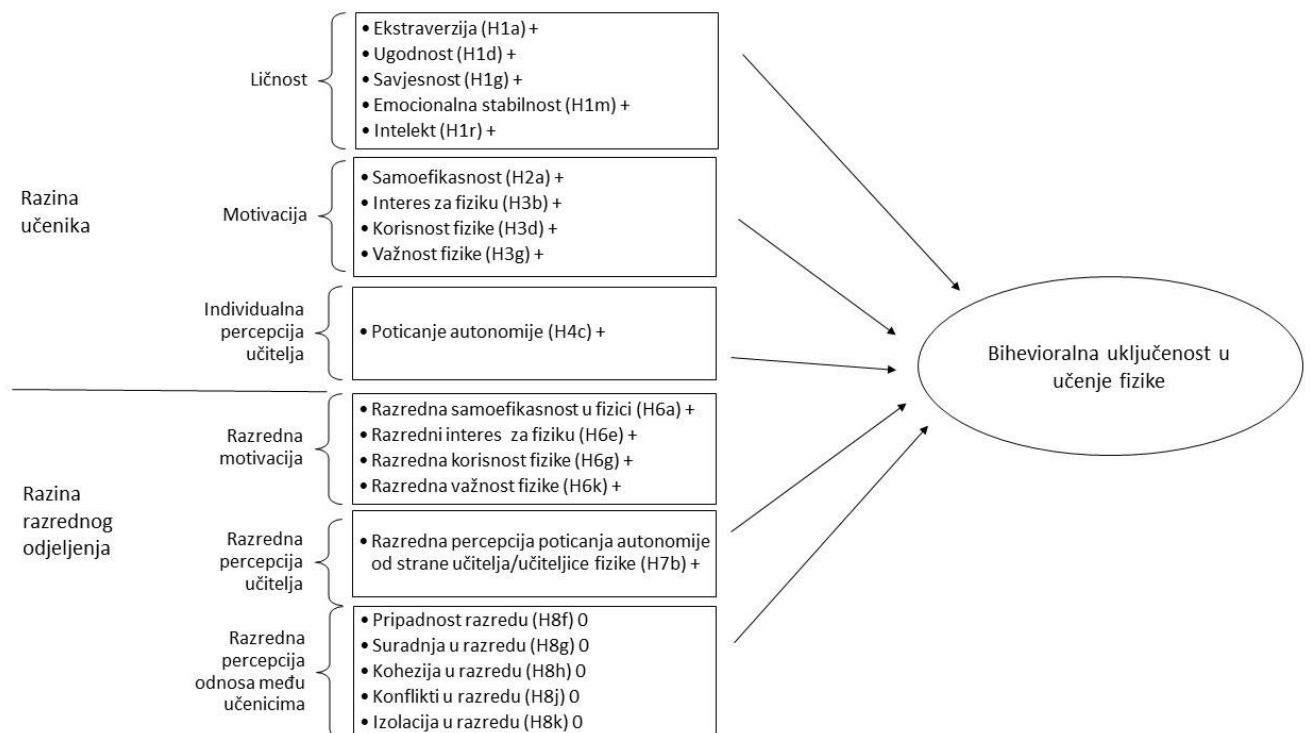 Razina
učenika
Ličnost
• Ekstraverzija (H1a) +
• Ugodnost (H1d) +
• Savjesnost (H1g) +
• Emocionalna stabilnost (H1m) +
• Intelekt (H1r) +
Motivacija
• Samoefikasnost (H2a) +
• Interes za fiziku (H3b) +
• Korisnost fizike (H3d) +
• Važnost fizike (H3g) +
Individualna
percepcija
učitelja
• Poticanje autonomije (H4c) +
Razina
razrednog
odjeljenja
Razredna
motivacija
• Razredna samoefikasnost u fizici (H6a) +
• Razredni interes za fiziku (H6e) +
• Razredna korisnost fizike (H6g) +
• Razredna važnost fizike (H6k) +
Razredna
percepcija
učitelja
• Razredna percepcija poticanja autonomije
od strane učitelja/učiteljice fizike (H7b) +
Razredna
percepcija
odnosa među
učenicima
• Pripadnost razredu (H8f) 0
• Suradnja u razredu (H8g) 0
• Kohezija u razredu (H8h) 0
• Konflikti u razredu (H8j) 0
• Izolacija u razredu (H8k) 0
Bihevioralna uključenost u
učenje fizike